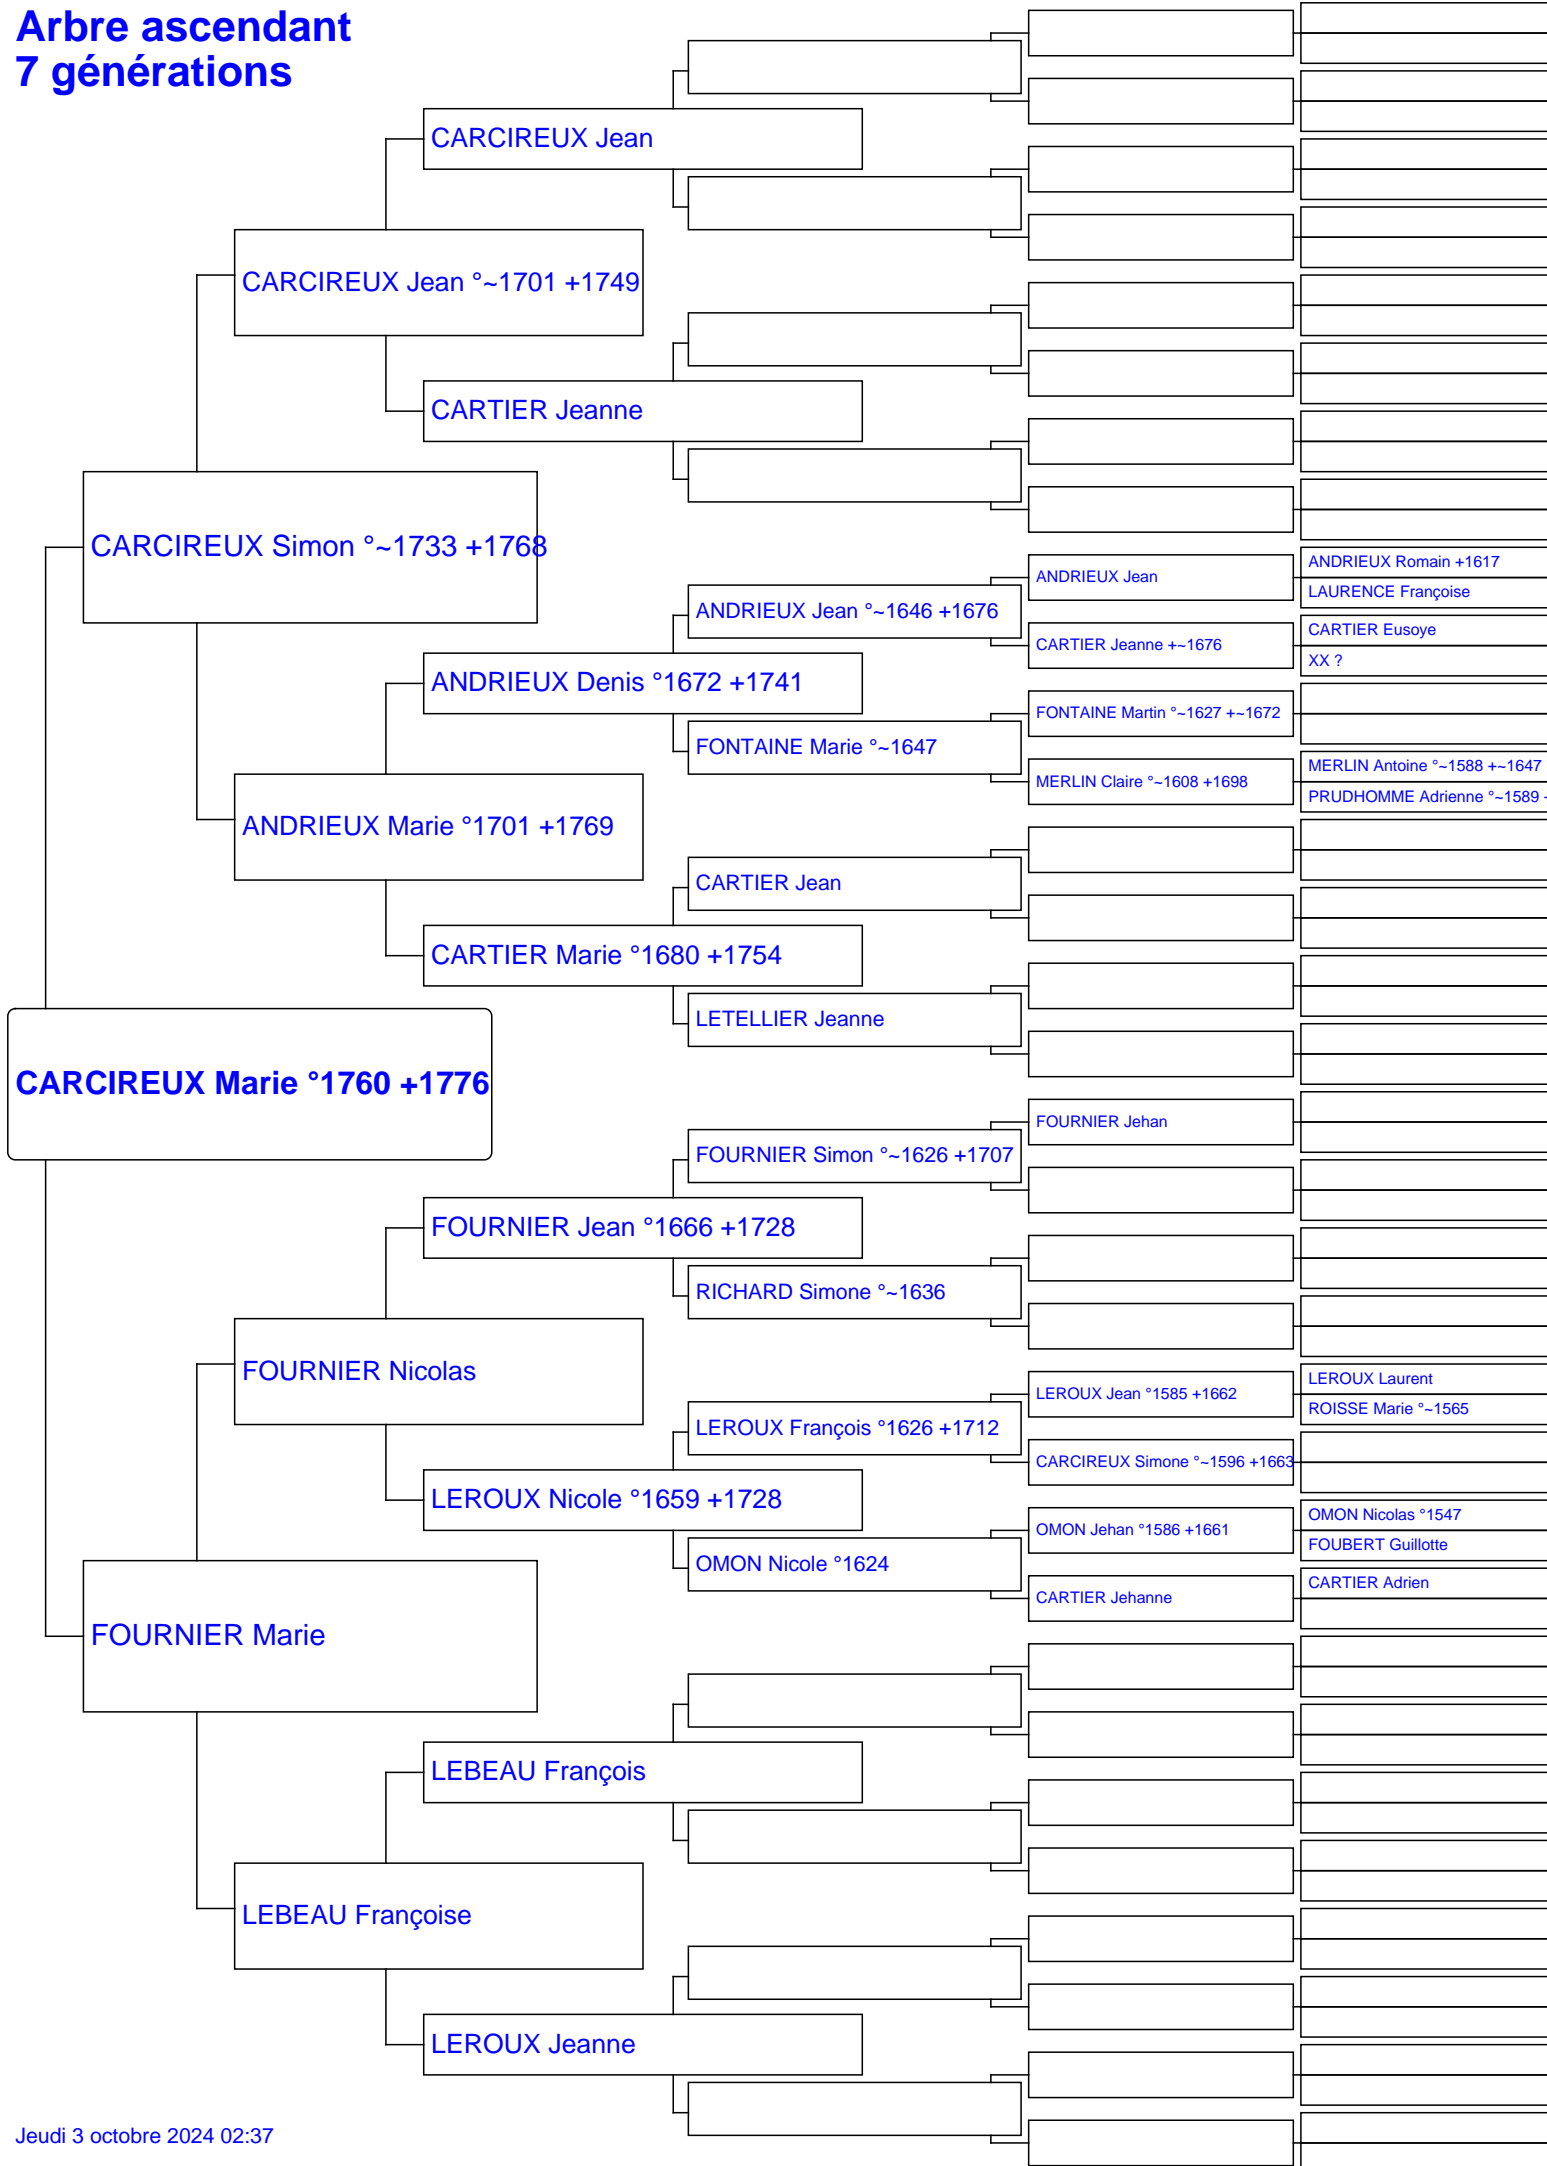 Arbre ascendant
7 générations
CARCIREUX Jean
CARCIREUX Jean °~1701 +1749
CARTIER Jeanne
CARCIREUX Simon °~1733 +1768
ANDRIEUX Romain +1617
ANDRIEUX Jean
LAURENCE Françoise
ANDRIEUX Jean °~1646 +1676
CARTIER Eusoye
CARTIER Jeanne +~1676
XX ?
ANDRIEUX Denis °1672 +1741
FONTAINE Martin °~1627 +~1672
FONTAINE Marie °~1647
MERLIN Antoine °~1588 +~1647
MERLIN Claire °~1608 +1698
PRUDHOMME Adrienne °~1589 -
ANDRIEUX Marie °1701 +1769
CARTIER Jean
CARTIER Marie °1680 +1754
LETELLIER Jeanne
CARCIREUX Marie °1760 +1776
FOURNIER Jehan
FOURNIER Simon °~1626 +1707
FOURNIER Jean °1666 +1728
RICHARD Simone °~1636
FOURNIER Nicolas
LEROUX Laurent
LEROUX Jean °1585 +1662
ROISSE Marie °~1565
LEROUX François °1626 +1712
CARCIREUX Simone °~1596 +1663
LEROUX Nicole °1659 +1728
OMON Nicolas °1547
OMON Jehan °1586 +1661
FOUBERT Guillotte
OMON Nicole °1624
CARTIER Adrien
CARTIER Jehanne
FOURNIER Marie
LEBEAU François
LEBEAU Françoise
LEROUX Jeanne
Jeudi 3 octobre 2024 02:37